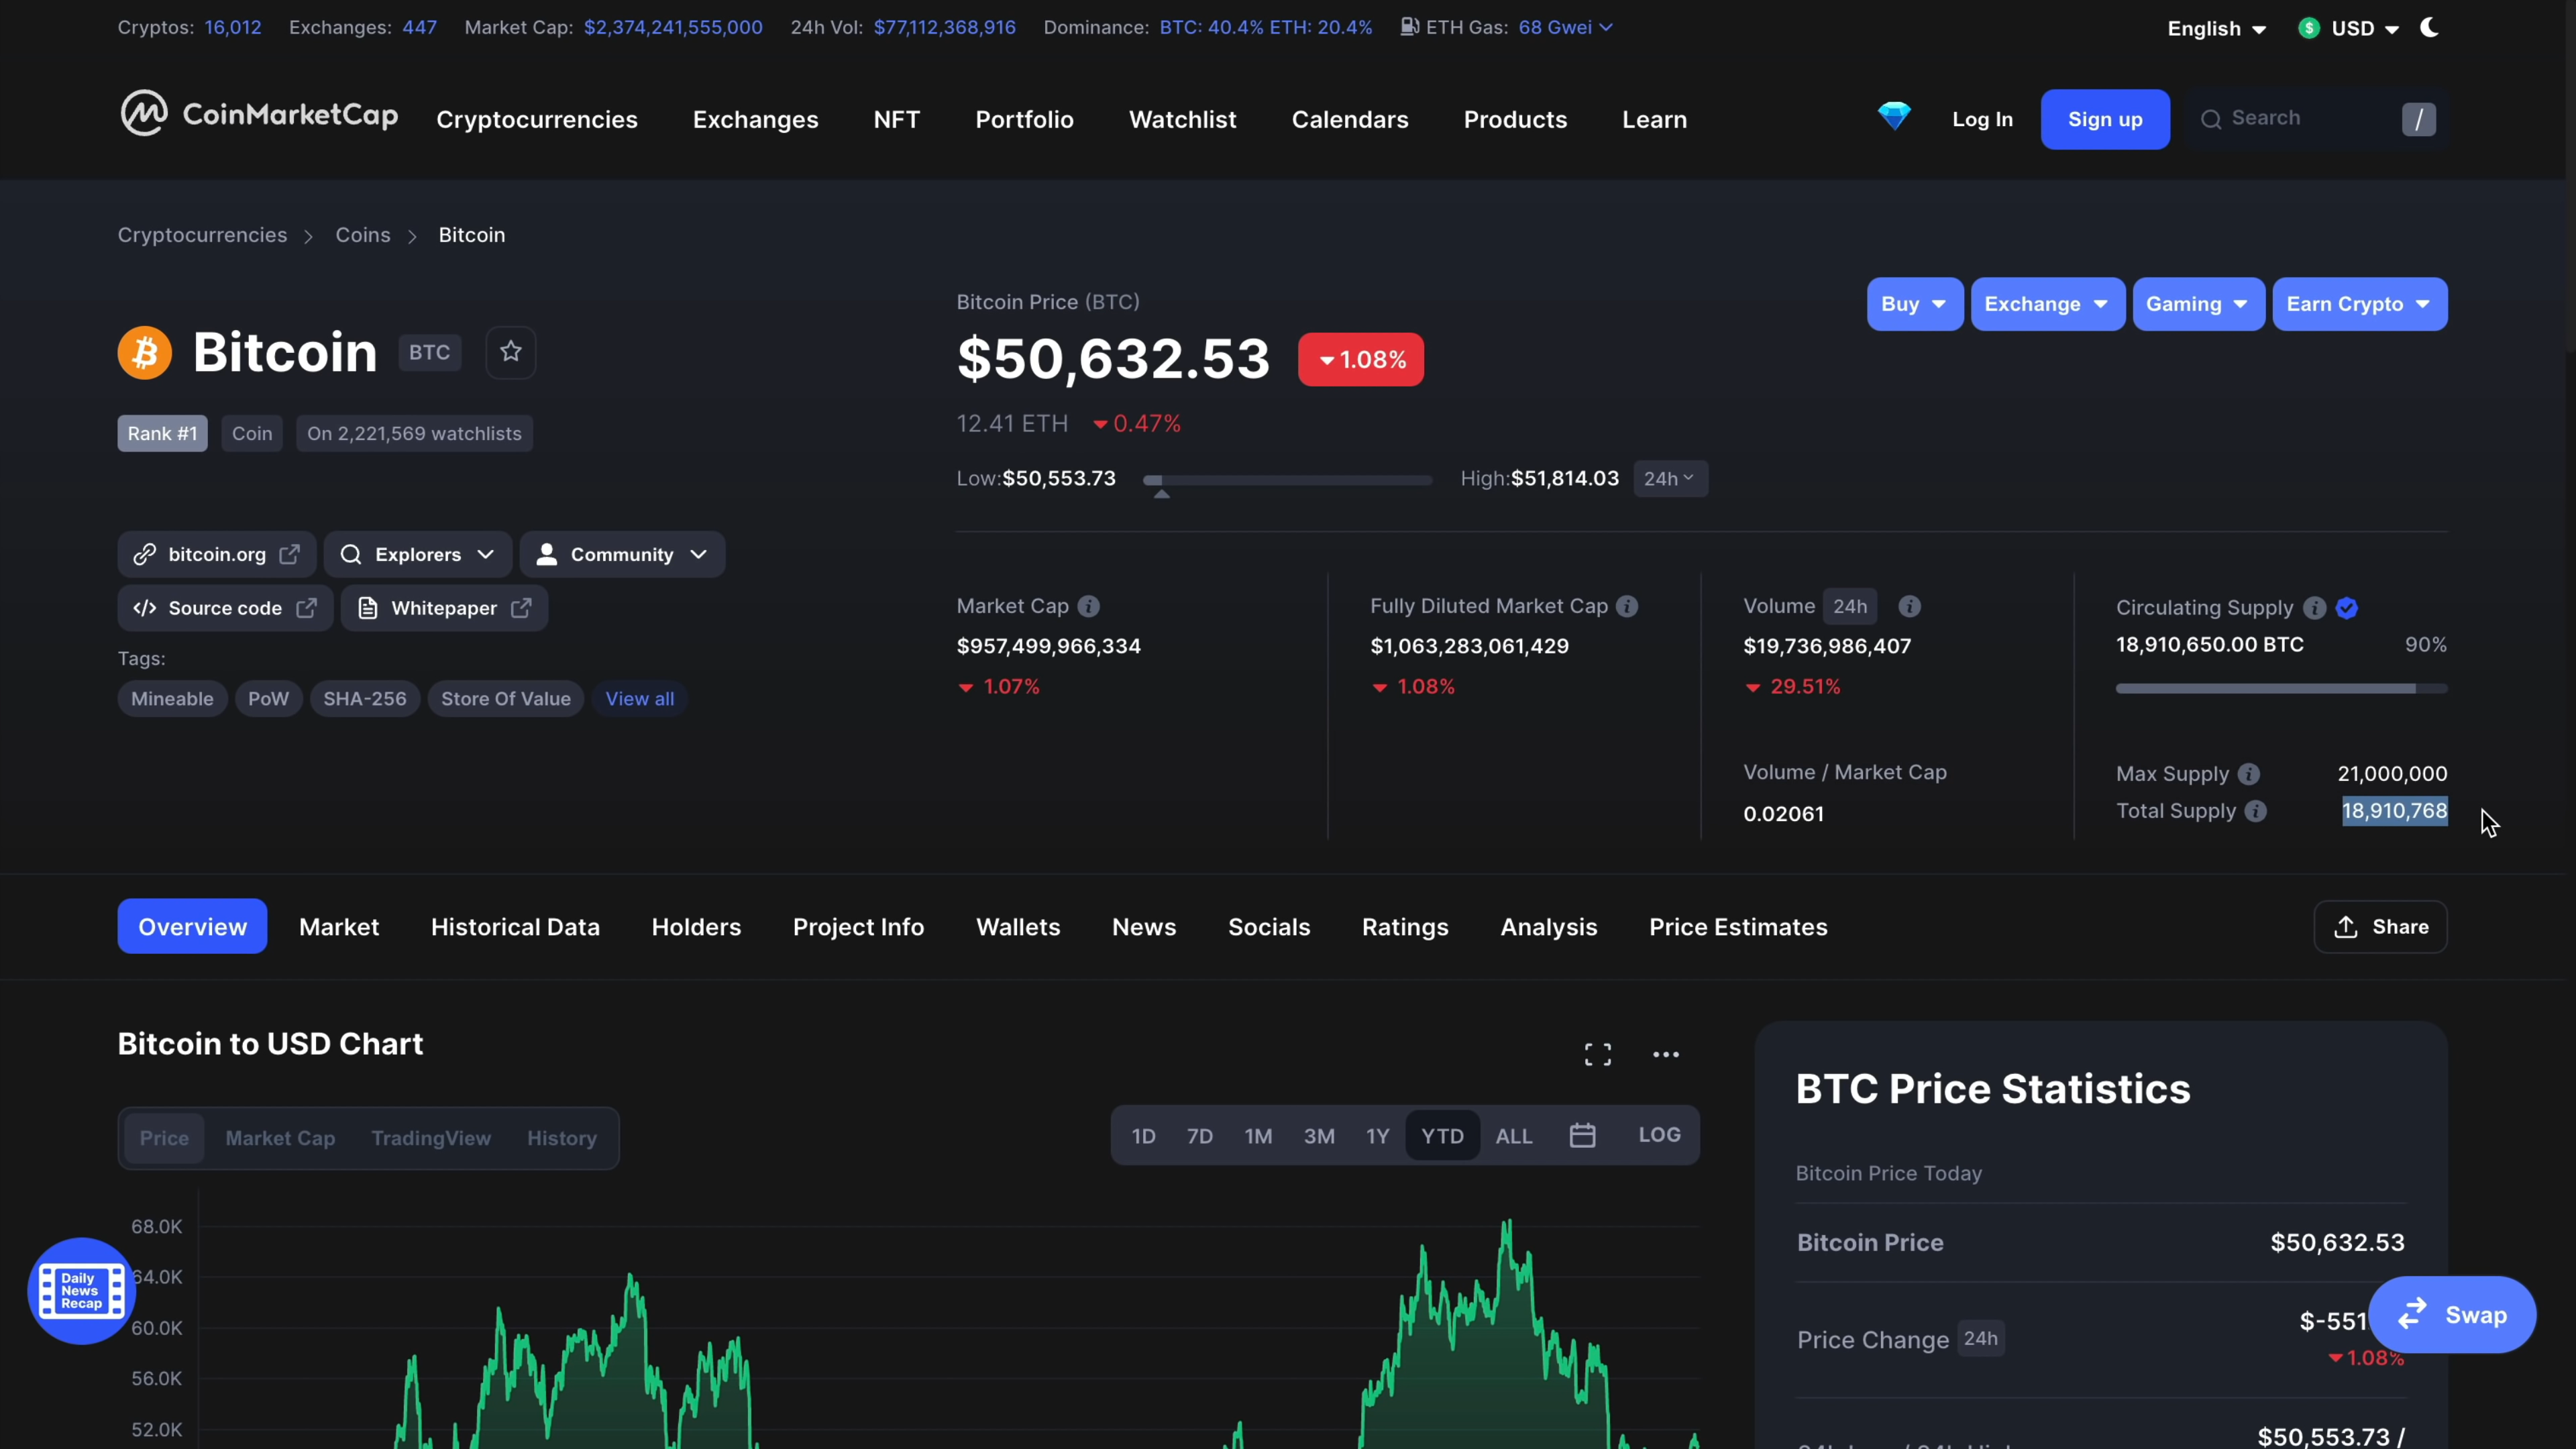 Cryptos: 16,012 Exchanges: 447 Market Cap: $2,374,241,555,000 24h Vol: $77,112,368,916 Dominance: BTC: 40.4% ETH: 20.4% ETH Gas: 68 Gwei English USD
CoinMarketCap Cryptocurrencies Exchanges NFT Portfolio Watchlist Calendars Products Learn Log In Sign up Search /
Cryptocurrencies > Coins > Bitcoin
Bitcoin BTC
Rank #1 Coin On 2,221,569 watchlists
bitcoin.org Explorers Community
Source code Whitepaper
Tags:
Mineable PoW SHA-256 Store Of Value View all
Bitcoin Price (BTC)
$50,632.53 1.08%
12.41 ETH 0.47%
Low:$50,553.73 High:$51,814.03 24h
Buy Exchange Gaming Earn Crypto
Market Cap
$957,499,966,334
1.07%
Fully Diluted Market Cap
$1,063,283,061,429
1.08%
Volume 24h
$19,736,986,407
29.51%
Volume / Market Cap
0.02061
Circulating Supply
18,910,650.00 BTC 90%
Max Supply 21,000,000
Total Supply 18,910,768
Overview Market Historical Data Holders Project Info Wallets News Socials Ratings Analysis Price Estimates Share
Bitcoin to USD Chart
Price Market Cap TradingView History
1D 7D 1M 3M 1Y YTD ALL LOG
68.0K
64.0K
60.0K
56.0K
52.0K
Daily
News
Recap
BTC Price Statistics
Bitcoin Price Today
Bitcoin Price $50,632.53
Price Change 24h $-551
1.08%
$50,553.73 /
Swap